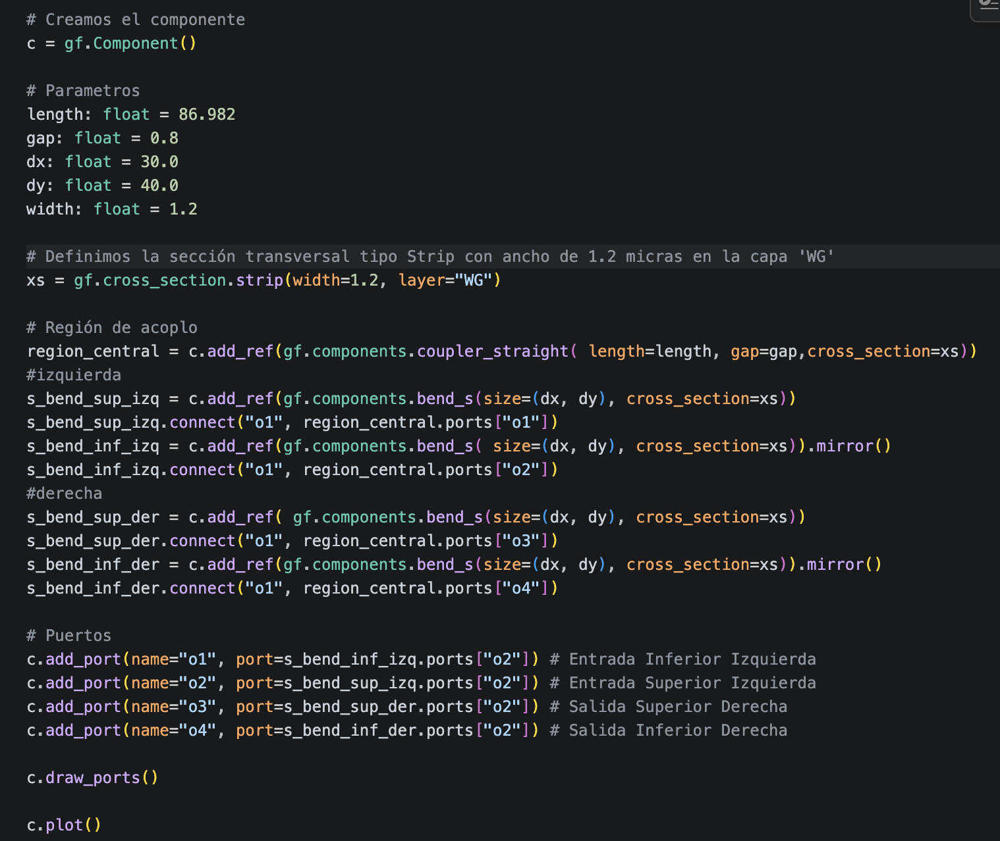 # Creamos el componente
c = gf.Component()
# Parametros
length: float = 86.982
gap: float = 0.8
dx: float = 30.0
dy: float = 40.0
width: float = 1.2
# Definimos la sección transversal tipo Strip con ancho de 1.2 micras en la capa 'WG'
xs = gf.cross_section.strip(width=1.2, layer="WG")
# Región de acoplo
region_central = c.add_ref(gf.components.coupler_straight( length=length, gap=gap,cross_section=xs))
#izquierda
s_bend_sup_izq = c.add_ref(gf.components.bend_s(size=(dx, dy), cross_section=xs))
s_bend_sup_izq.connect("o1", region_central.ports["o1"])
s_bend_inf_izq = c.add_ref(gf.components.bend_s( size=(dx, dy), cross_section=xs)).mirror()
s_bend_inf_izq.connect("o1", region_central.ports["o2"])
#derecha
s_bend_sup_der = c.add_ref( gf.components.bend_s(size=(dx, dy), cross_section=xs))
s_bend_sup_der.connect("o1", region_central.ports["o3"])
s_bend_inf_der = c.add_ref(gf.components.bend_s(size=(dx, dy), cross_section=xs)).mirror()
s_bend_inf_der.connect("o1", region_central.ports["o4"])
# Puertos
c.add_port(name="o1", port=s_bend_inf_izq.ports["o2"]) # Entrada Inferior Izquierda
c.add_port(name="o2", port=s_bend_sup_izq.ports["o2"]) # Entrada Superior Izquierda
c.add_port(name="o3", port=s_bend_sup_der.ports["o2"]) # Salida Superior Derecha
c.add_port(name="o4", port=s_bend_inf_der.ports["o2"]) # Salida Inferior Derecha
c.draw_ports()
c.plot()